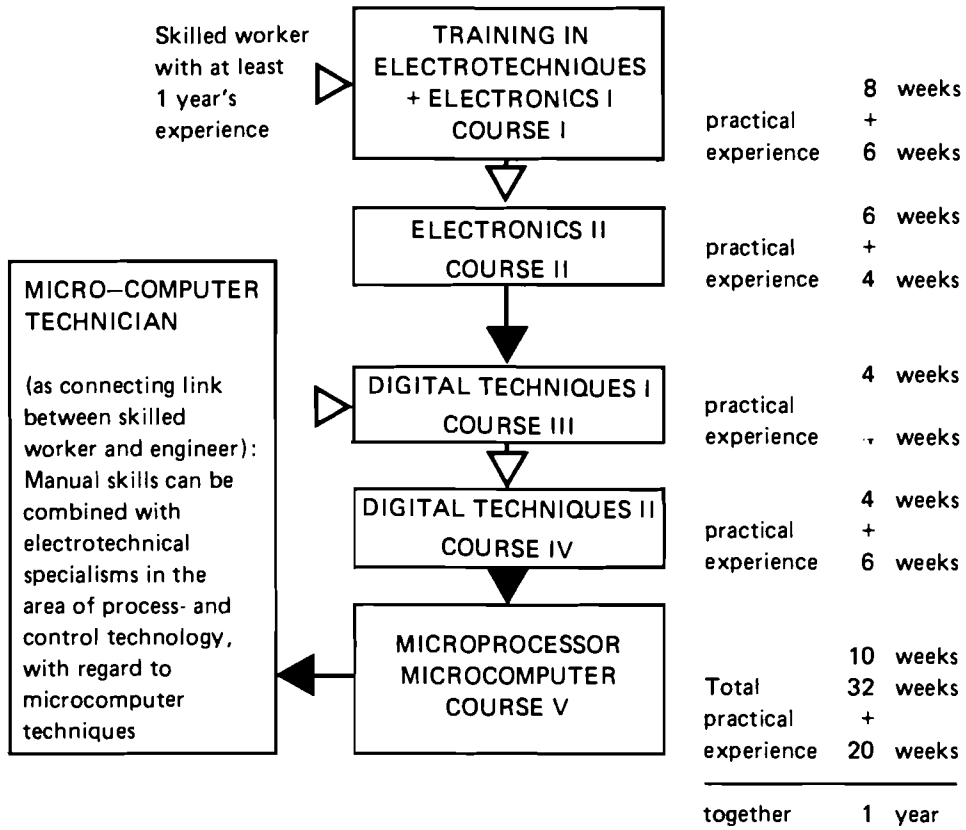 Skilled worker
with at least
1 year's
experience
TRAINING IN
ELECTROTECHNIQUES
+ ELECTRONICS I
COURSE I
8 weeks
practical +
experience 6 weeks
ELECTRONICS II
COURSE II
6 weeks
practical +
experience 4 weeks
DIGITAL TECHNIQUES I
COURSE III
4 weeks
practical
experience weeks
DIGITAL TECHNIQUES II
COURSE IV
4 weeks
practical +
experience 6 weeks
MICROPROCESSOR
MICROCOMPUTER
COURSE V
10 weeks
Total 32 weeks
practical +
experience 20 weeks
together 1 year
MICRO–COMPUTER
TECHNICIAN
(as connecting link
between skilled
worker and engineer):
Manual skills can be
combined with
electrotechnical
specialisms in the
area of process- and
control technology,
with regard to
microcomputer
techniques